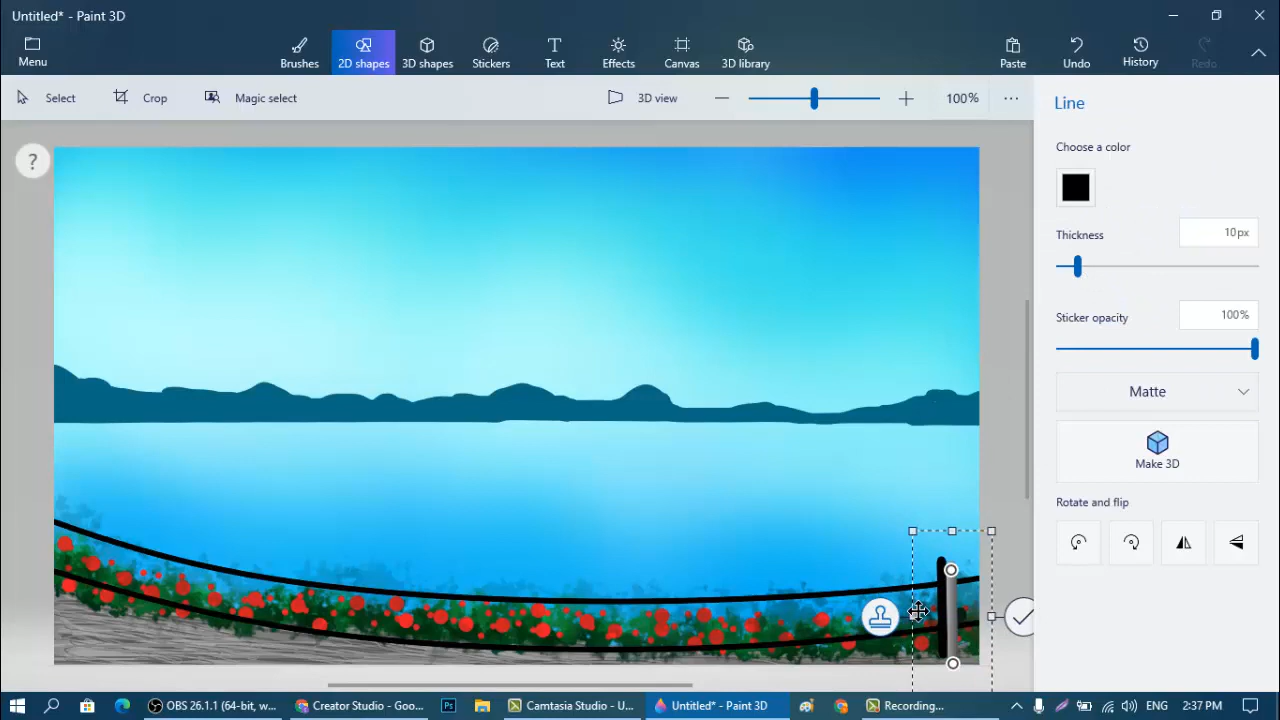 Untitled* - Paint 3D
Menu
Brushes
2D shapes
3D shapes
Stickers
Text
Effects
Canvas
3D library
Paste
Undo
History
Redo
Select
Crop
Magic select
3D view
100%
Line
?
Choose a color
Thickness
10px
Sticker opacity
100%
Matte
Make 3D
Rotate and flip
Ps
OBS 26.1.1 (64-bit, w...
Creator Studio - Goo...
Camtasia Studio - U...
Untitled* - Paint 3D
Recording...
ENG
2:37 PM